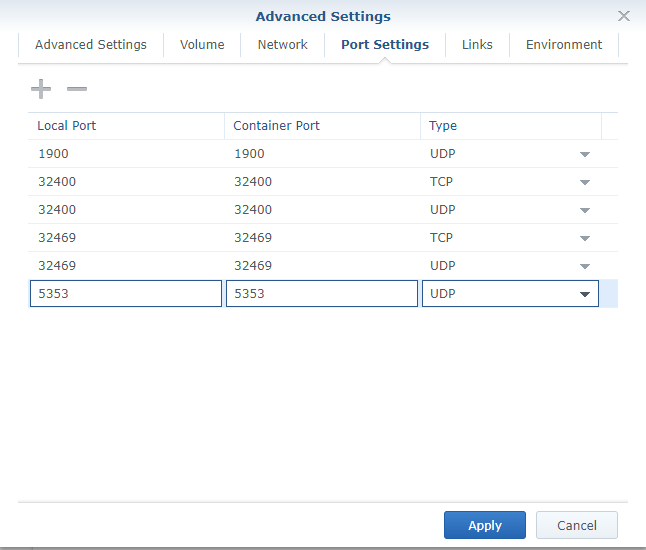 Advanced Settings
Advanced Settings Volume Network Port Settings Links Environment
Local Port Container Port Type
1900 1900 UDP
32400 32400 TCP
32400 32400 UDP
32469 32469 TCP
32469 32469 UDP
5353 5353 UDP
Apply Cancel